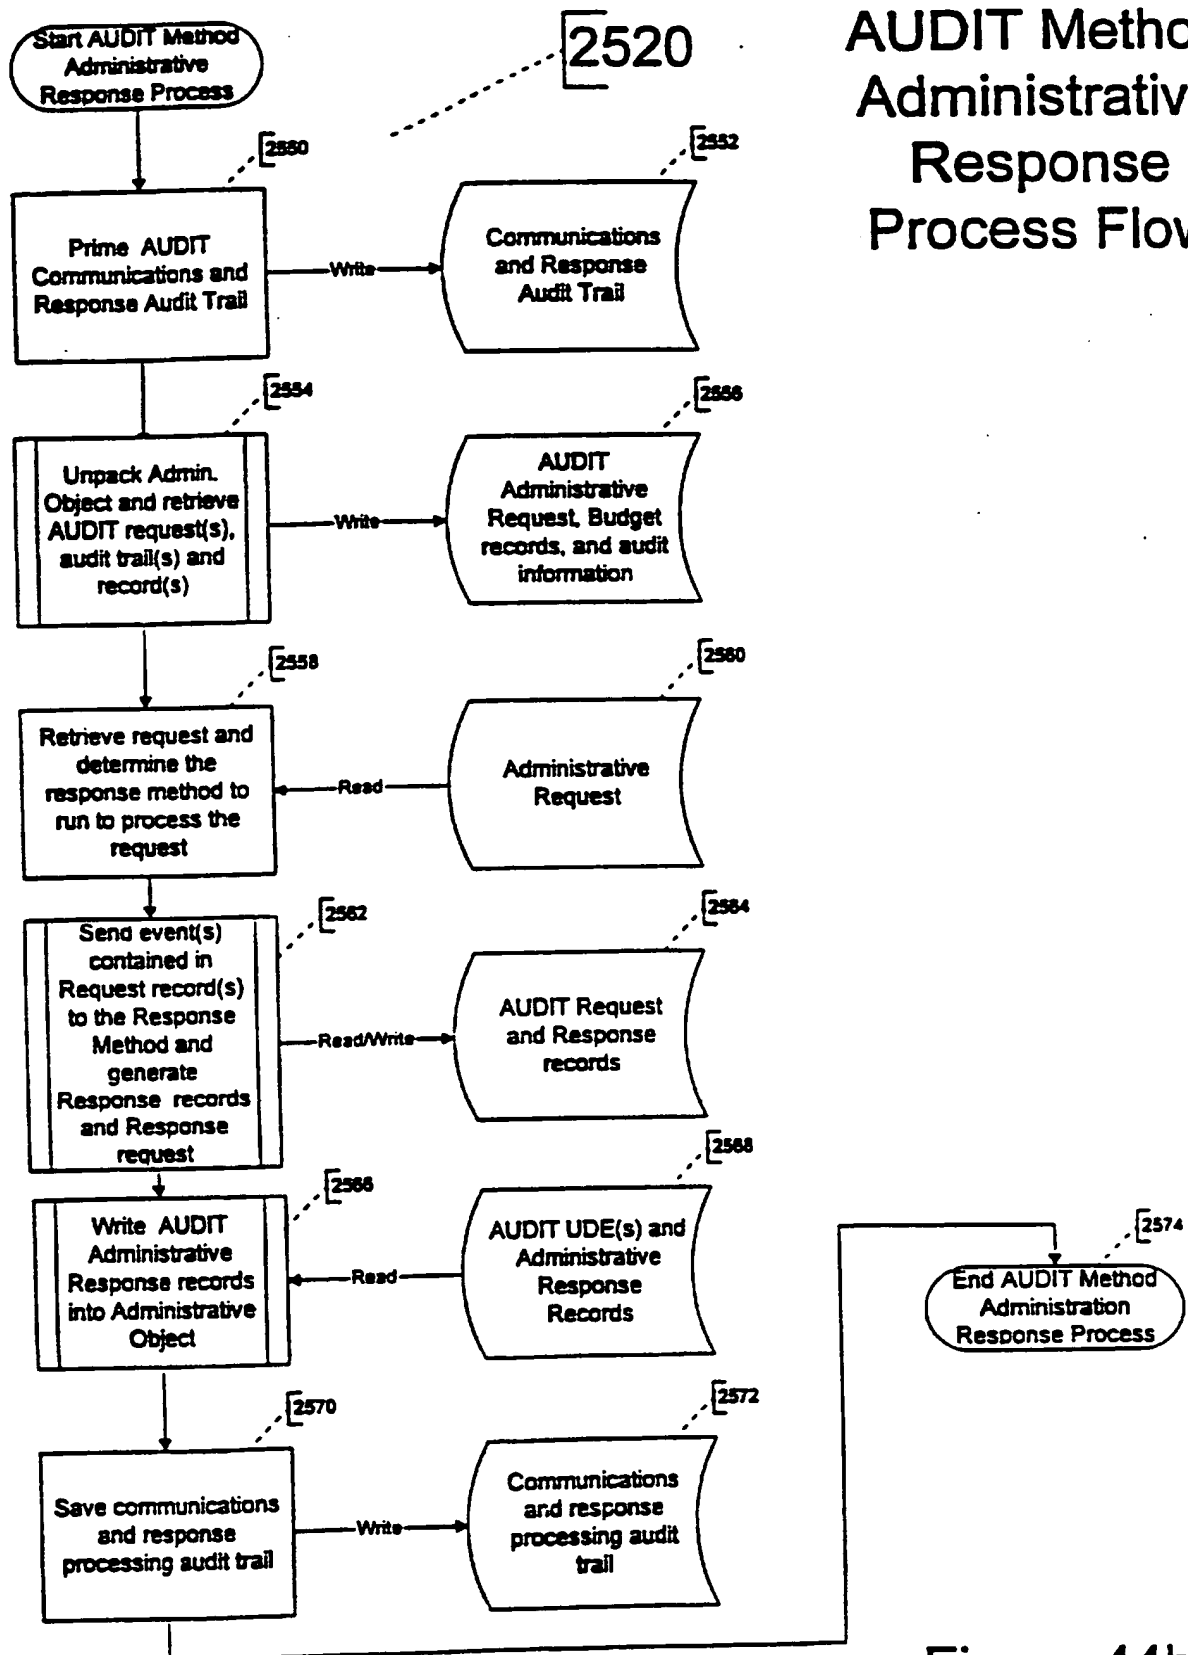 Start AUDIT Method
Administrative
Response Process
2520
AUDIT Metho
Administrativ
Response
Process Flow
2550
Prime AUDIT
Communications and
Response Audit Trail
Write
2552
Communications
and Response
Audit Trail
2554
Unpack Admin.
Object and retrieve
AUDIT request(s),
audit trail(s) and
record(s)
Write
2556
AUDIT
Administrative
Request, Budget
records, and audit
information
2558
Retrieve request and
determine the
response method to
run to process the
request
Read
2560
Administrative
Request
2562
Send event(s)
contained in
Request record(s)
to the Response
Method and
generate
Response records
and Response
request
Read/Write
2564
AUDIT Request
and Response
records
2566
Write AUDIT
Administrative
Response records
into Administrative
Object
Read
2568
AUDIT UDE(s) and
Administrative
Response
Records
2570
Save communications
and response
processing audit trail
Write
2572
Communications
and response
processing audit
trail
2574
End AUDIT Method
Administration
Response Process